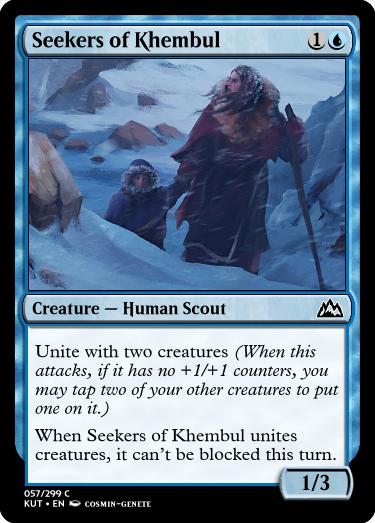 Seekers of Khembul 1
Creature — Human Scout
Unite with two creatures (When this
attacks, if it has no +1/+1 counters, you
may tap two of your other creatures to put
one on it.)
When Seekers of Khembul unites
creatures, it can't be blocked this turn.
1/3
057/299 C
KUT • EN COSMIN-GENETE